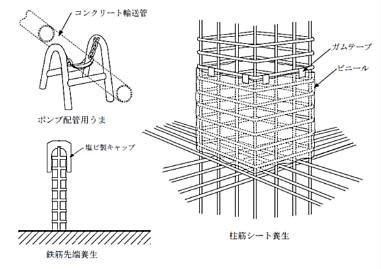 コンクリート輸送管
ポンプ配管用うま
塩ビ製キャップ
鉄筋先端養生
ガムテープ
ビニール
柱筋シート養生